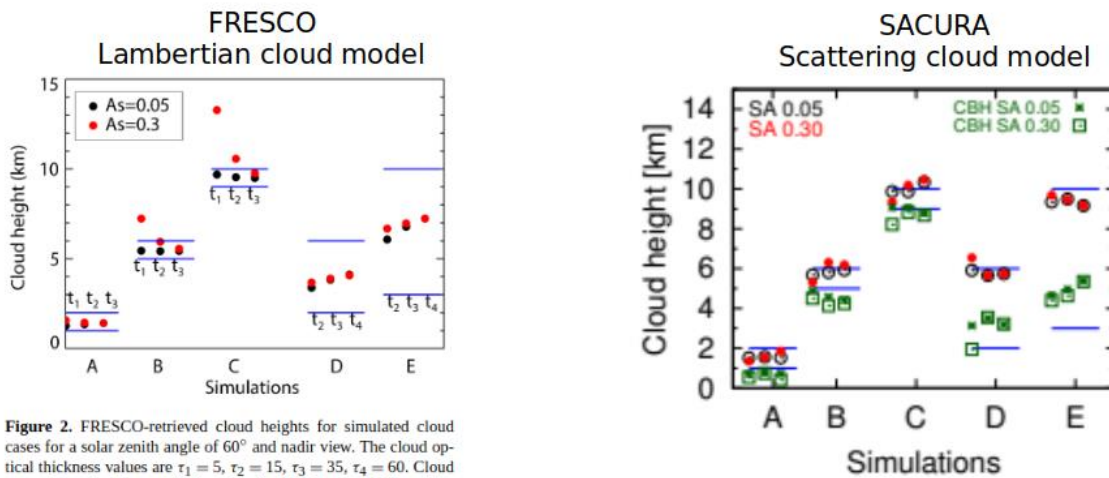 FRESCO
Lambertian cloud model
Cloud height (km)
15
10
5
0
As=0.05
As=0.3
t1 t2 t3
t1 t2 t3
t1 t2 t3
t2 t3 t4
t2 t3 t4
A B C D E
Simulations
Figure 2. FRESCO-retrieved cloud heights for simulated cloud
cases for a solar zenith angle of 60° and nadir view. The cloud op-
tical thickness values are τ1 = 5, τ2 = 15, τ3 = 35, τ4 = 60. Cloud
SACURA
Scattering cloud model
Cloud height [km]
14
12
10
8
6
4
2
0
SA 0.05
SA 0.30
CBH SA 0.05
CBH SA 0.30
A B C D E
Simulations